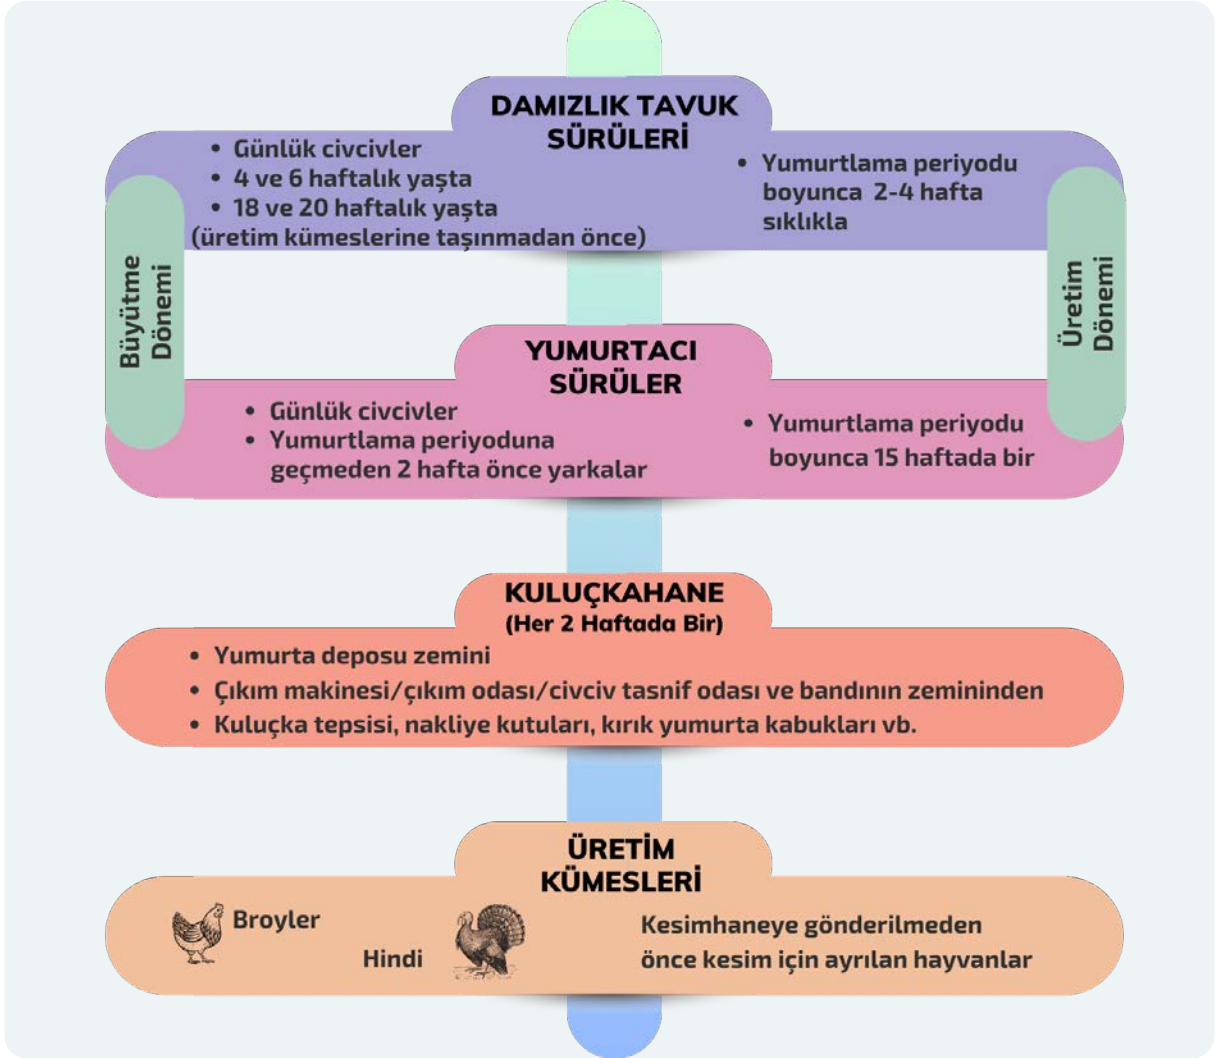 DAMIZLIK TAVUK
SÜRÜLERİ
• Günlük civcivler
• 4 ve 6 haftalık yaşta
• 18 ve 20 haftalık yaşta
(üretim kümeslerine taşınmadan önce)
• Yumurtlama periyodu
boyunca 2-4 hafta
sıklıkla
Büyütme
Dönemi
Üretim
Dönemi
YUMURTACI
SÜRÜLER
• Günlük civcivler
• Yumurtlama periyoduna
geçmeden 2 hafta önce yarkalar
• Yumurtlama periyodu
boyunca 15 haftada bir
KULUÇKAHANE
(Her 2 Haftada Bir)
• Yumurta deposu zemini
• Çıkım makinesi/çıkım odası/civciv tasnif odası ve bandının zemininden
• Kuluçka tepsisi, nakliye kutuları, kırık yumurta kabukları vb.
ÜRETİM
KÜMESLERİ
Broyler
Hindi
Kesimhaneye gönderilmeden
önce kesim için ayrılan hayvanlar